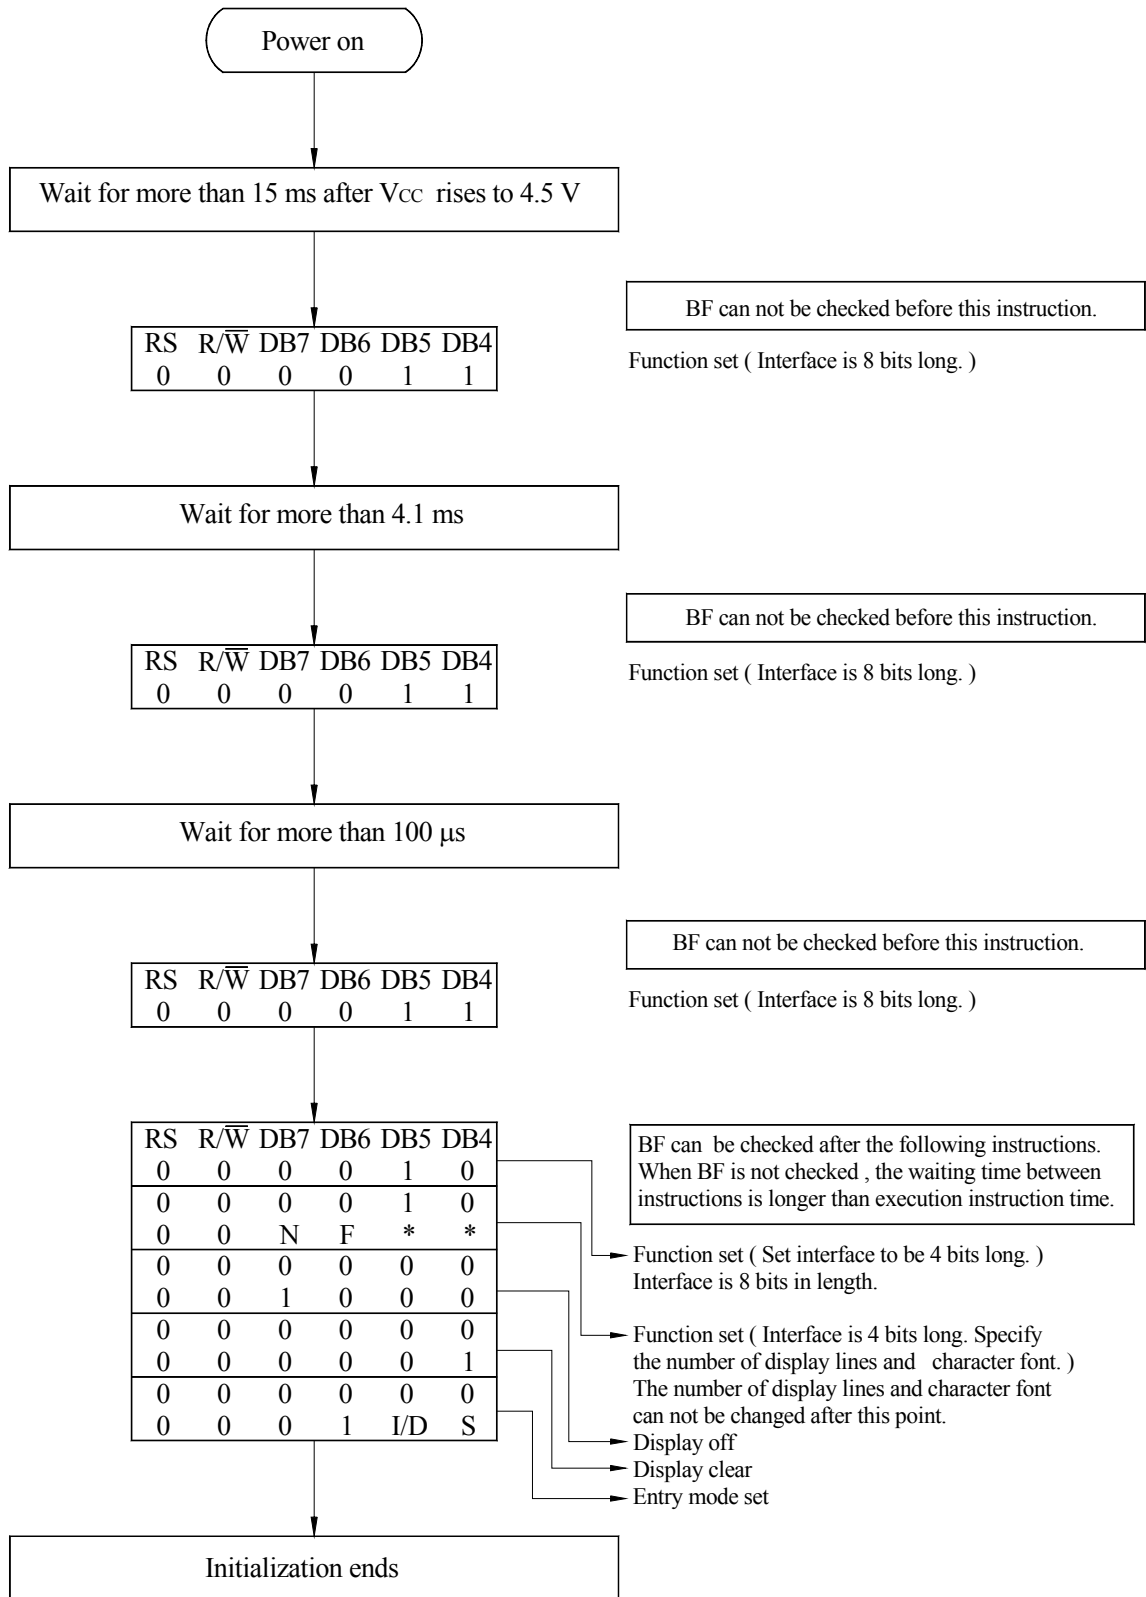 Power on
Wait for more than 15 ms after VCC rises to 4.5 V
BF can not be checked before this instruction.
RS R/W̅ DB7 DB6 DB5 DB4
0 0 0 0 1 1
Function set ( Interface is 8 bits long. )
Wait for more than 4.1 ms
BF can not be checked before this instruction.
RS R/W̅ DB7 DB6 DB5 DB4
0 0 0 0 1 1
Function set ( Interface is 8 bits long. )
Wait for more than 100 µs
BF can not be checked before this instruction.
RS R/W̅ DB7 DB6 DB5 DB4
0 0 0 0 1 1
Function set ( Interface is 8 bits long. )
RS R/W̅ DB7 DB6 DB5 DB4
0 0 0 0 1 0
0 0 0 0 1 0
0 0 N F * *
0 0 0 0 0 0
0 0 1 0 0 0
0 0 0 0 0 0
0 0 0 0 0 1
0 0 0 0 0 0
0 0 0 1 I/D S
BF can be checked after the following instructions.
When BF is not checked , the waiting time between
instructions is longer than execution instruction time.
Function set ( Set interface to be 4 bits long. )
Interface is 8 bits in length.
Function set ( Interface is 4 bits long. Specify
the number of display lines and character font. )
The number of display lines and character font
can not be changed after this point.
Display off
Display clear
Entry mode set
Initialization ends